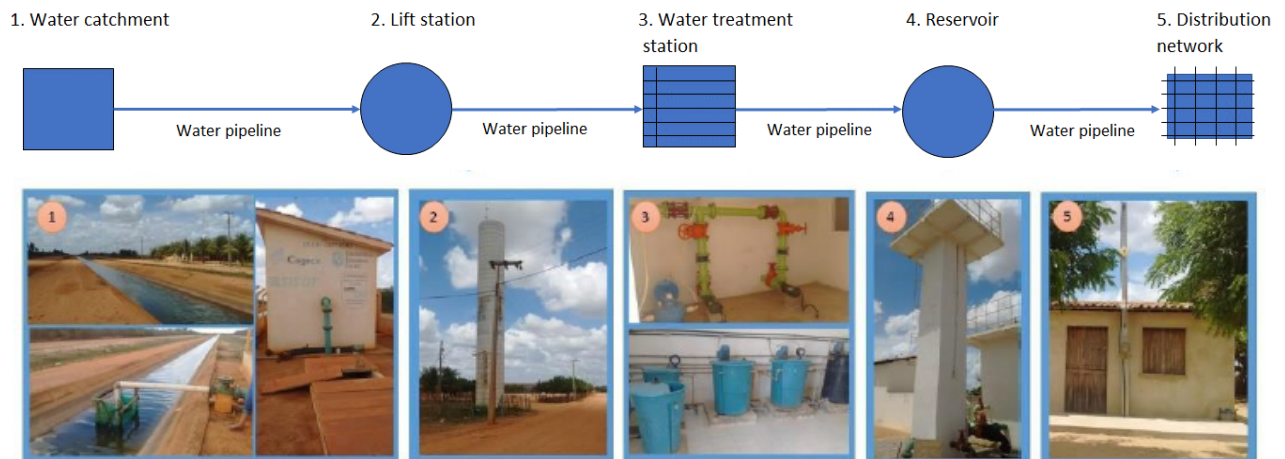 1. Water catchment
2. Lift station
3. Water treatment
station
4. Reservoir
5. Distribution
network
Water pipeline
Water pipeline
Water pipeline
Water pipeline
1
2
3
4
5
Cagece